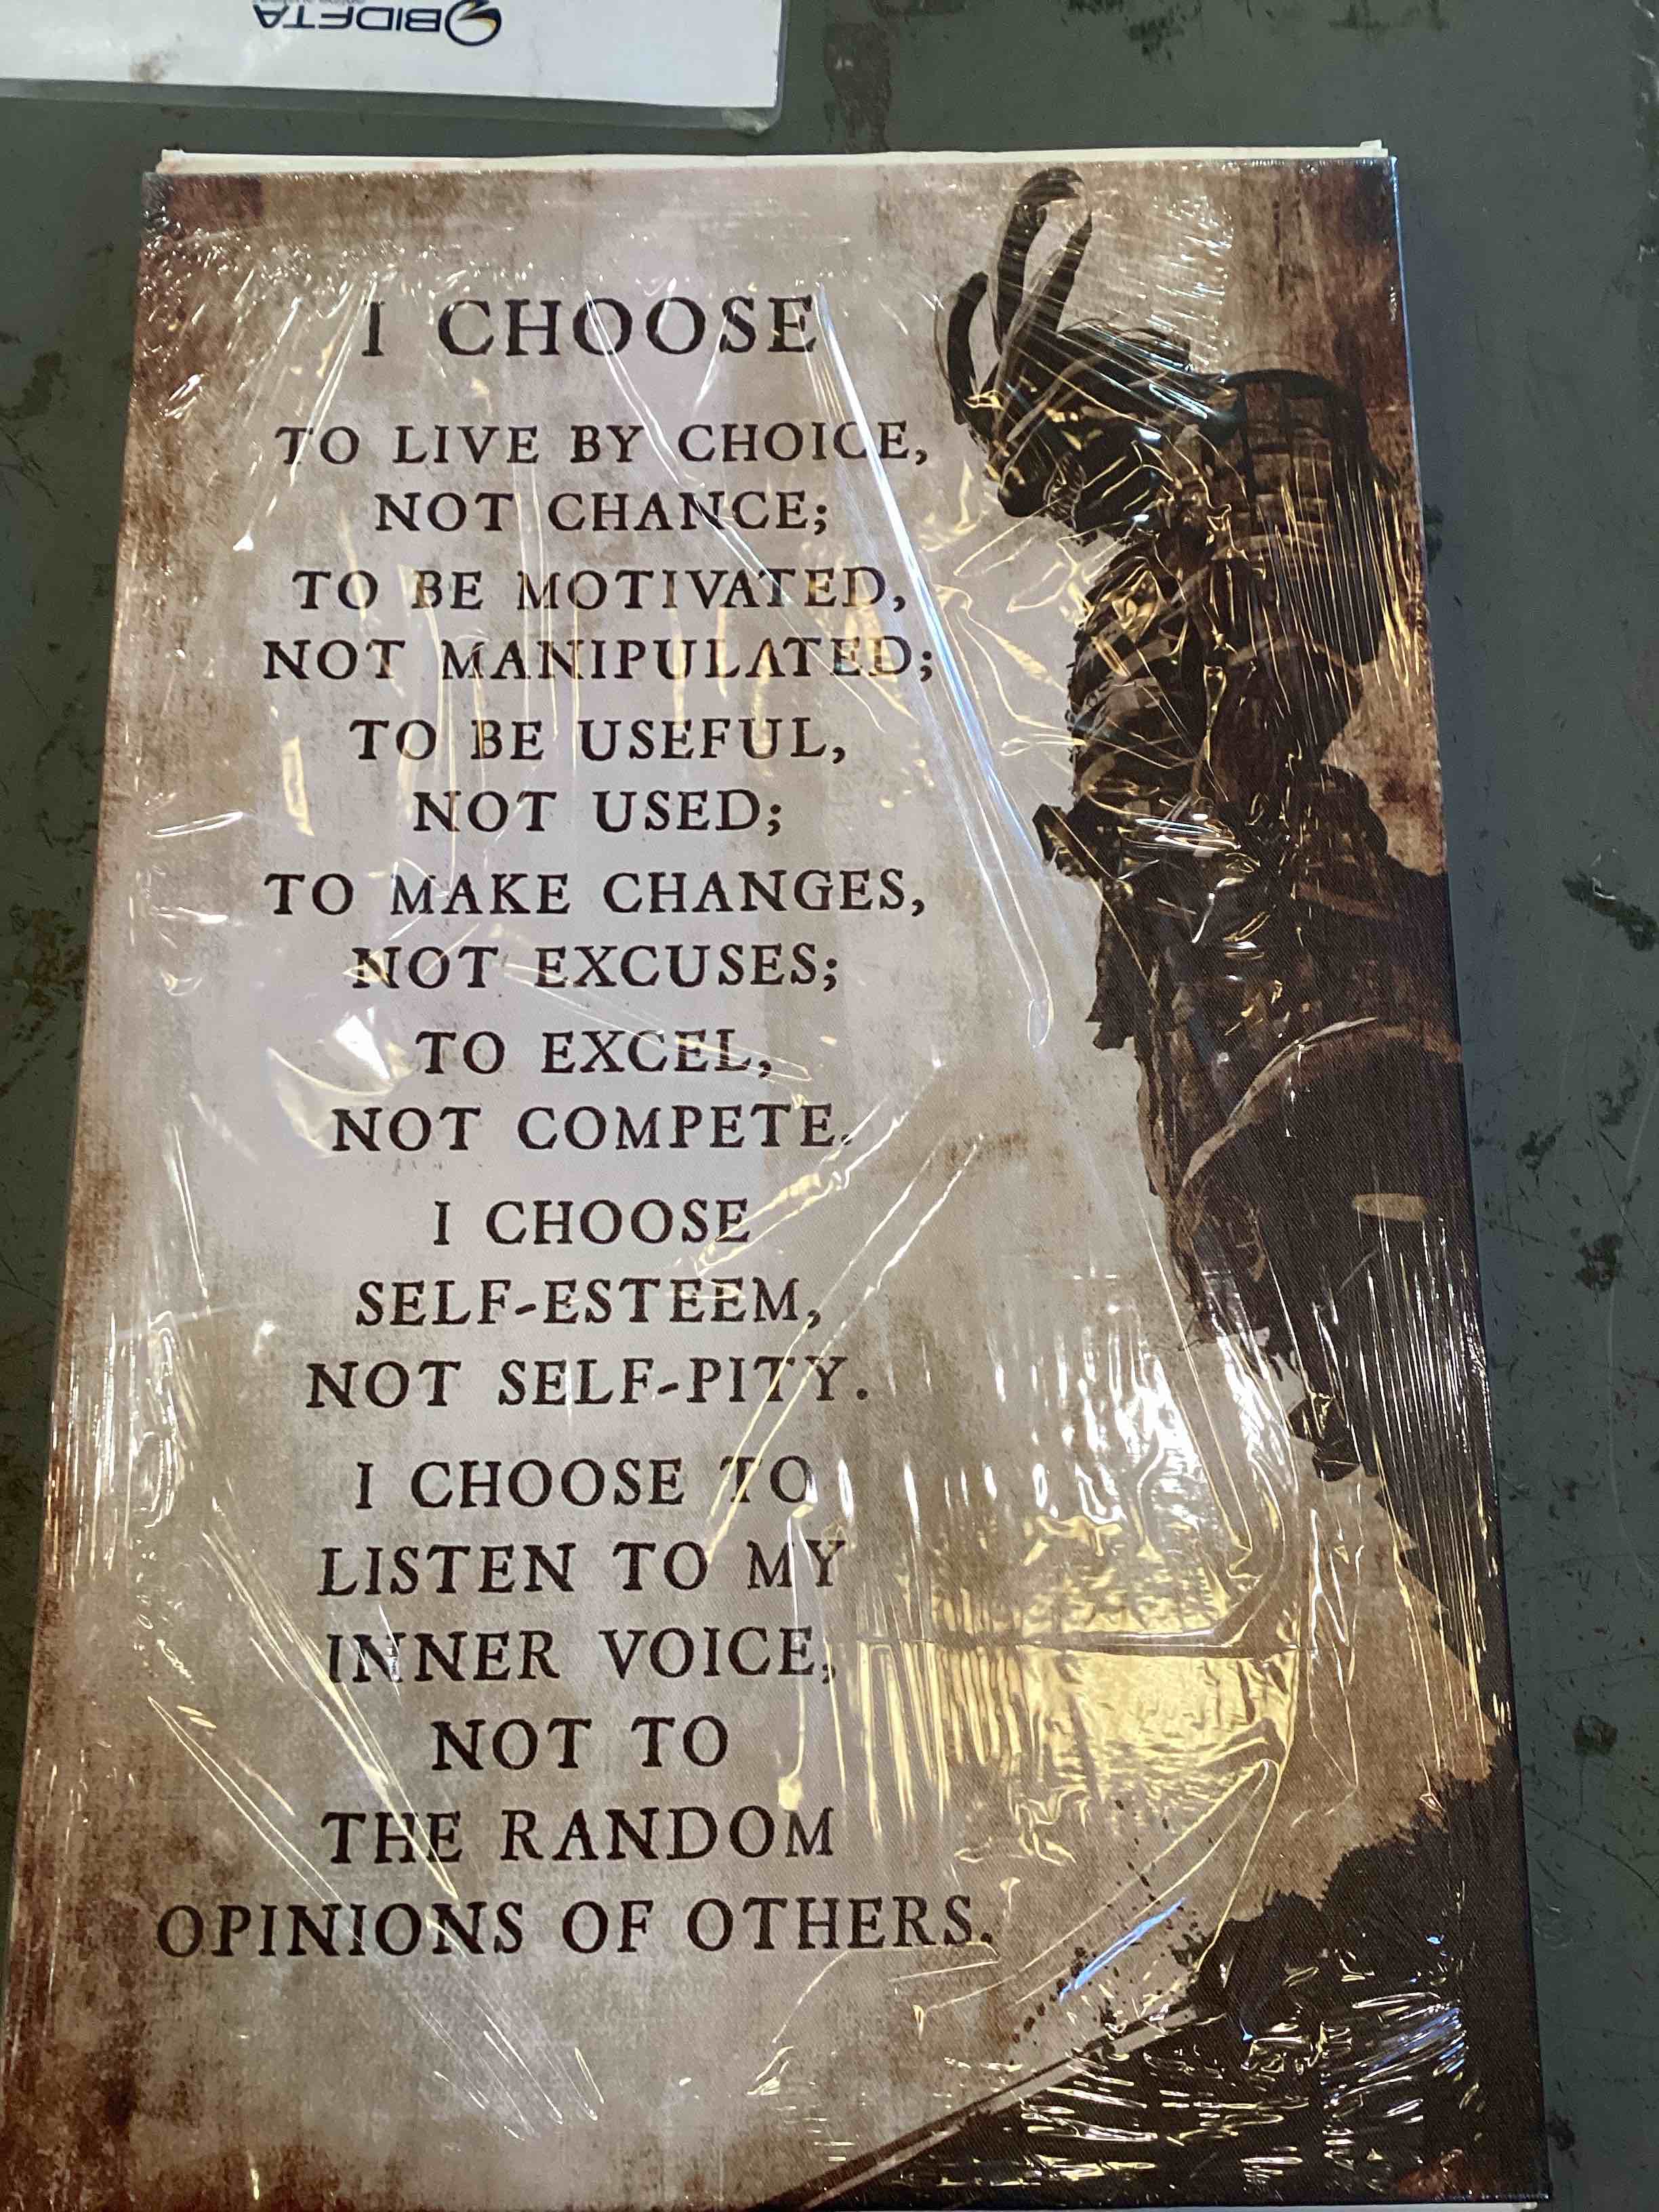 BIDFTA
I CHOOSE
TO LIVE BY CHOICE,
NOT CHANCE;
TO BE MOTIVATED,
NOT MANIPULATED;
TO BE USEFUL,
NOT USED;
TO MAKE CHANGES,
NOT EXCUSES;
TO EXCEL,
NOT COMPETE.
I CHOOSE
SELF-ESTEEM,
NOT SELF-PITY.
I CHOOSE TO
LISTEN TO MY
INNER VOICE,
NOT TO
THE RANDOM
OPINIONS OF OTHERS.